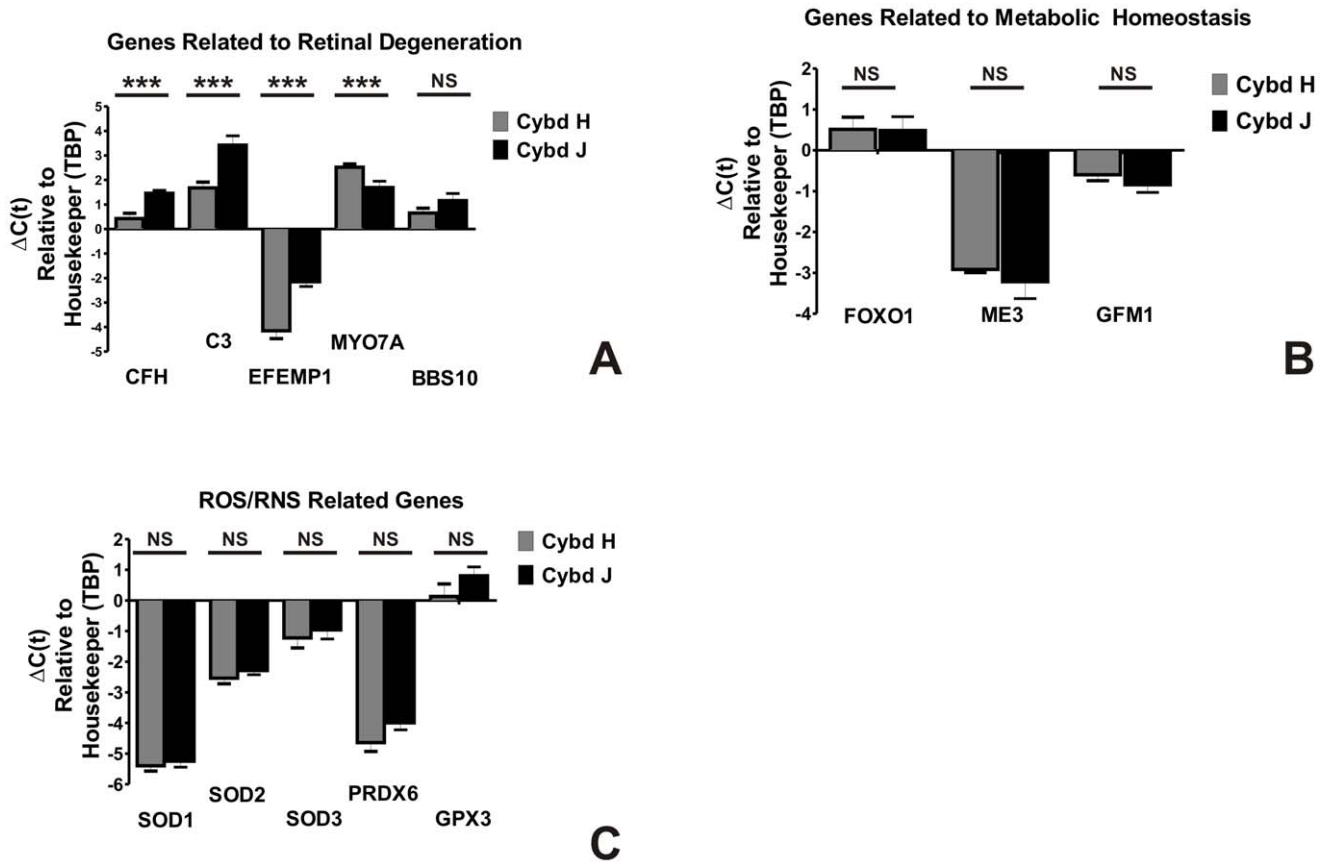 Genes Related to Retinal Degeneration
*** *** *** *** NS
Cybd H
Cybd J
ΔC(t)
Relative to
Housekeeper (TBP)
5
4
3
2
1
0
-1
-2
-3
-4
-5
C3 MYO7A
CFH EFEMP1 BBS10
A
Genes Related to Metabolic Homeostasis
NS NS NS
Cybd H
Cybd J
ΔC(t)
Relative to
Housekeeper (TBP)
2
1
0
-1
-2
-3
-4
FOXO1 ME3 GFM1
B
ROS/RNS Related Genes
NS NS NS NS NS
Cybd H
Cybd J
ΔC(t)
Relative to
Housekeeper (TBP)
2
1
0
-1
-2
-3
-4
-5
-6
SOD2 PRDX6
SOD1 SOD3 GPX3
C